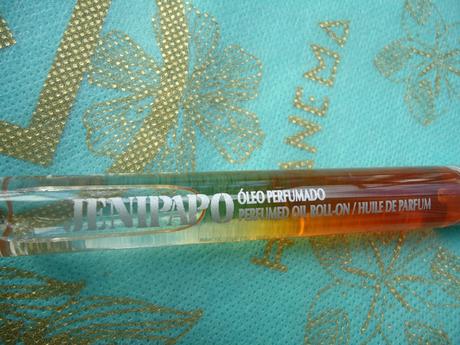 JENIPAPO
ÓLEO PERFUMADO
PERFUMED OIL ROLL-ON / HUILE DE PARFUM